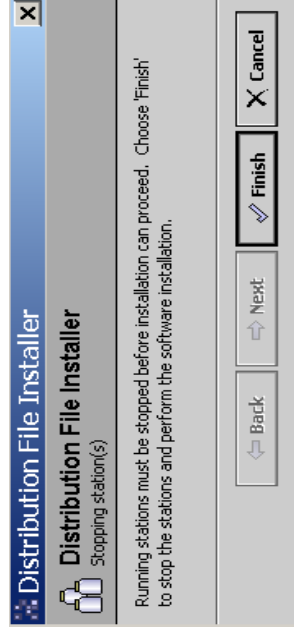 Distribution File Installer
Distribution File Installer
Stopping station(s)
Running stations must be stopped before installation can proceed. Choose 'Finish'
to stop the stations and perform the software installation.
Back
Next
Finish
Cancel